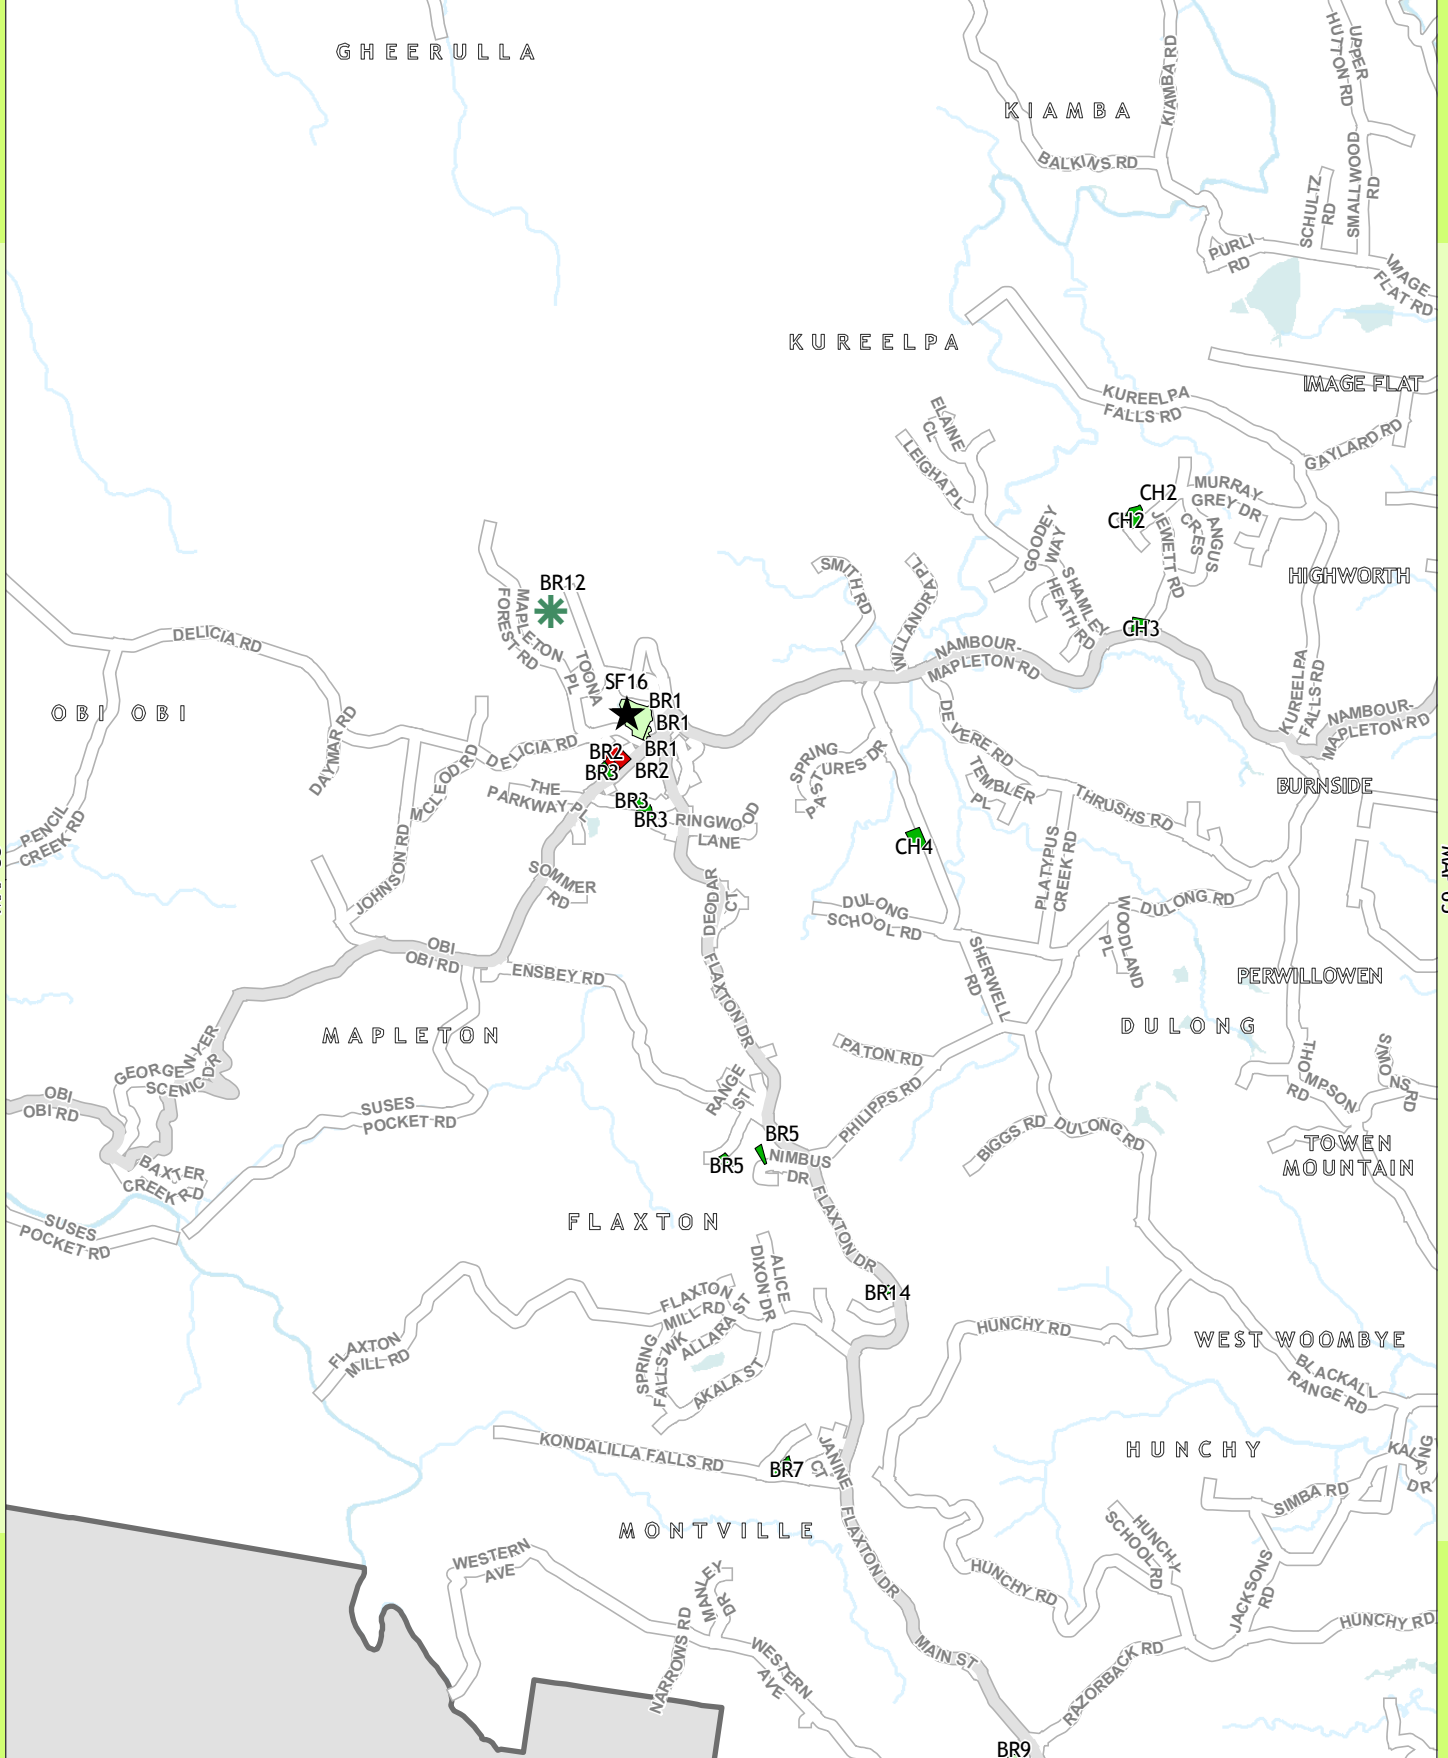 GHEERULLA
KIAMBA
KIAMBA RD
UPPER
HUTTON RD
BALKINS RD
SMALLWOOD
RD
SCHULTZ
RD
PURLI
RD
IMAGE
FLAT RD
KUREELPA
IMAGE FLAT
KUREELPA
FALLS RD
GAYLARD RD
ELAINE
CL
LEIGHA PL
CH2
CH2
MURRAY
GREY DR
ANGUS
CRES
JEWETT RD
GOODEY
WAY
SHAMLEY
HEATH RD
HIGHWORTH
SMITH RD
WILLANDRA PL
BR12
MAPLETON
FOREST RD
TOONA
PL
DELICIA RD
CH3
NAMBOUR-
MAPLETON RD
KUREELPA
FALLS RD
NAMBOUR-
MAPLETON RD
SF16
BR1
BR1
BR1
OBI OBI
DAYMAR RD
DELICIA RD
MCLEOD RD
BR2
BR2
BR3
BR3
BR3
THE
PARKWAY
PL
RINGWOOD
LANE
SPRING
PASTURES DR
DE VERE RD
TEMBLER
PL
THRUSHS RD
BURNSIDE
PENCIL
CREEK RD
JOHNSON RD
CH4
PLATYPUS
CREEK RD
SOMMER
RD
DEODAR
CT
DULONG
SCHOOL RD
DULONG RD
WOODLAND
PL
OBI
OBI RD
ENSBEY RD
FLAXTON DR
SHERWELL
RD
PERWILLOWEN
MAPLETON
DULONG
GEORGE WYER
SCENIC DR
PATON RD
RANGE
ST
PHILIPPS RD
THOMPSON
RD
SIMONS
RD
OBI
OBI RD
SUSES
POCKET RD
BIGGS RD
DULONG RD
BR5
BR5
NIMBUS
DR
TOWEN
MOUNTAIN
BAXTER
CREEK RD
SUSES
POCKET RD
FLAXTON
FLAXTON DR
ALICE
DIXON DR
BR14
FLAXTON
MILL RD
ALLARA ST
SPRING
FALLS WK
AKALA ST
FLAXTON
MILL RD
HUNCHY RD
WEST WOOMBYE
BLACKALL
RANGE RD
KONDALILLA FALLS RD
BR7
JANINE
CT
HUNCHY
DR
SIMBA RD
MONTVILLE
FLAXTON DR
HUNCHY
SCHOOL RD
WESTERN
AVE
MANLEY
DR
HUNCHY RD
JACKSONS
RD
HUNCHY RD
NARROWS RD
WESTERN
AVE
MAIN ST
RAZORBACK RD
BR9